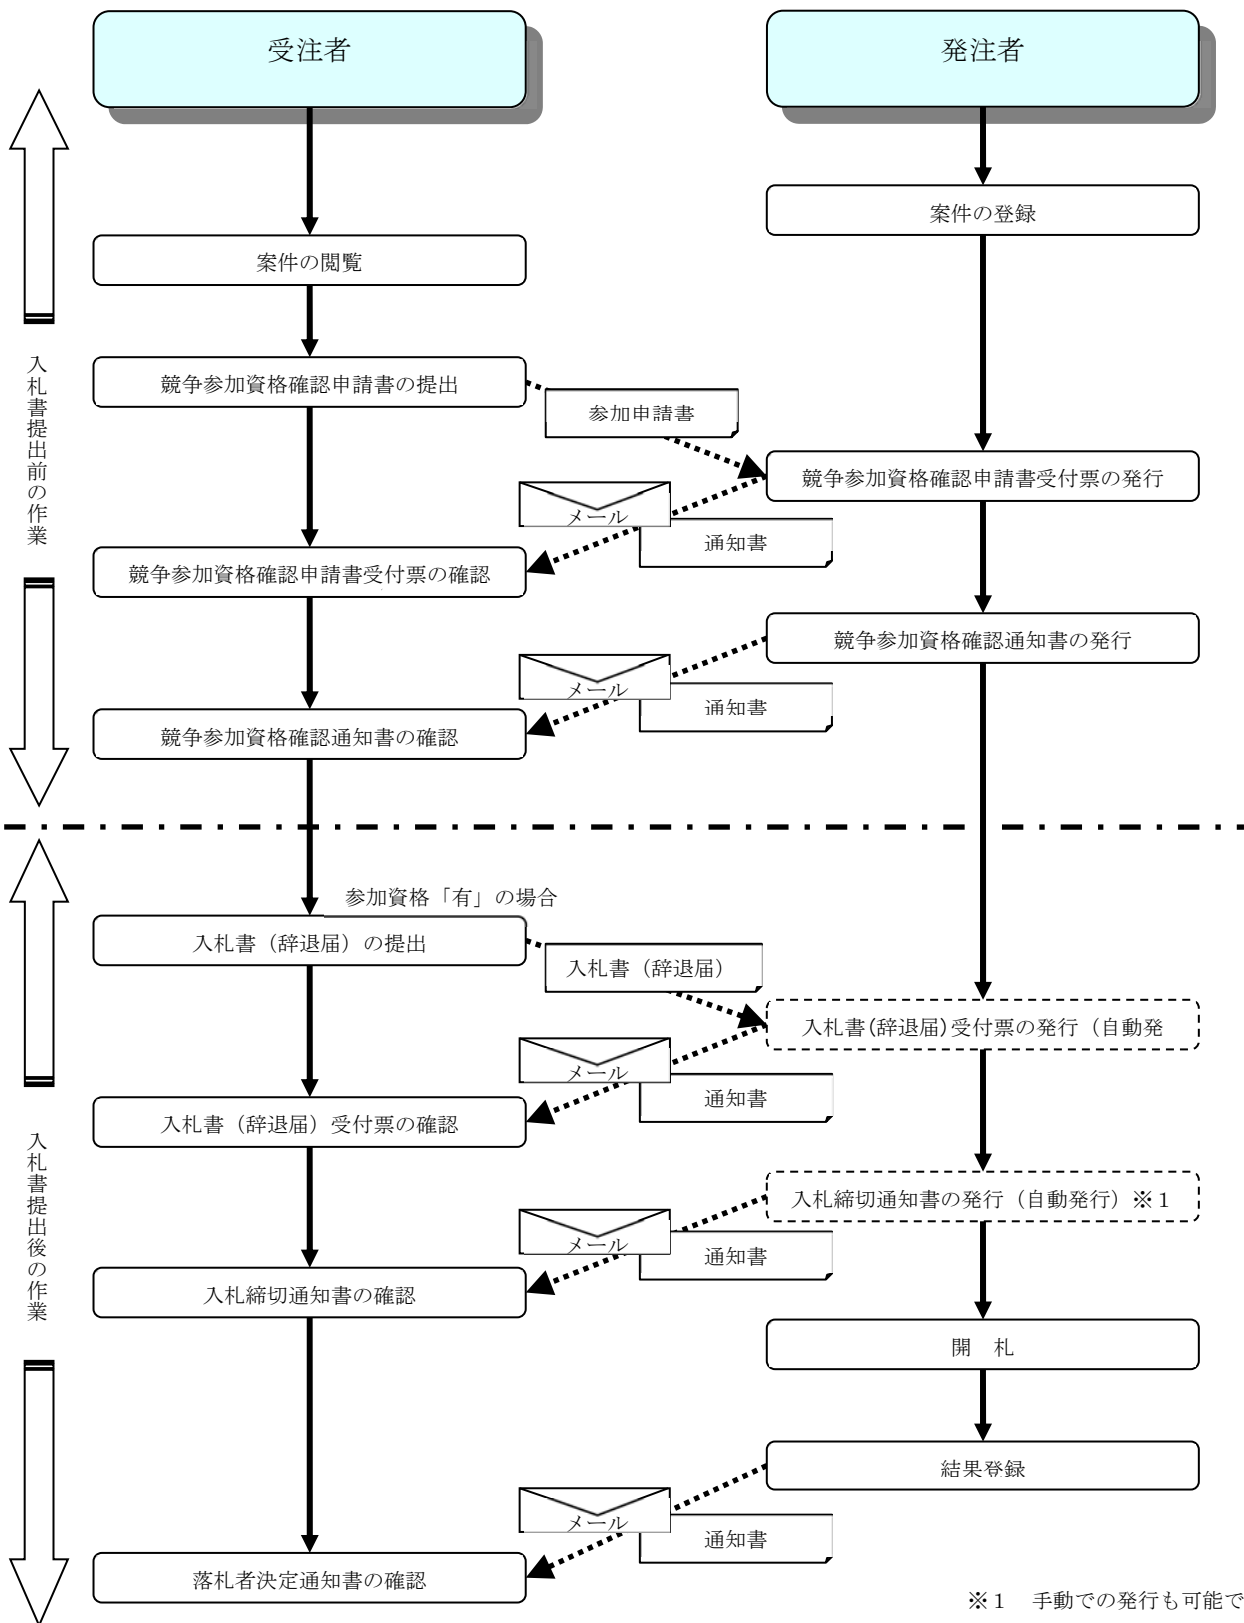 受注者
発注者
案件の登録
案件の閲覧
入札書提出前の作業
競争参加資格確認申請書の提出
参加申請書
競争参加資格確認申請書受付票の発行
メール
通知書
競争参加資格確認申請書受付票の確認
競争参加資格確認通知書の発行
メール
通知書
競争参加資格確認通知書の確認
参加資格「有」の場合
入札書（辞退届）の提出
入札書（辞退届）
入札書(辞退届)受付票の発行（自動発
メール
通知書
入札書（辞退届）受付票の確認
入札書提出後の作業
入札締切通知書の発行（自動発行）※１
メール
通知書
入札締切通知書の確認
開　札
結果登録
メール
通知書
落札者決定通知書の確認
※１　手動での発行も可能で